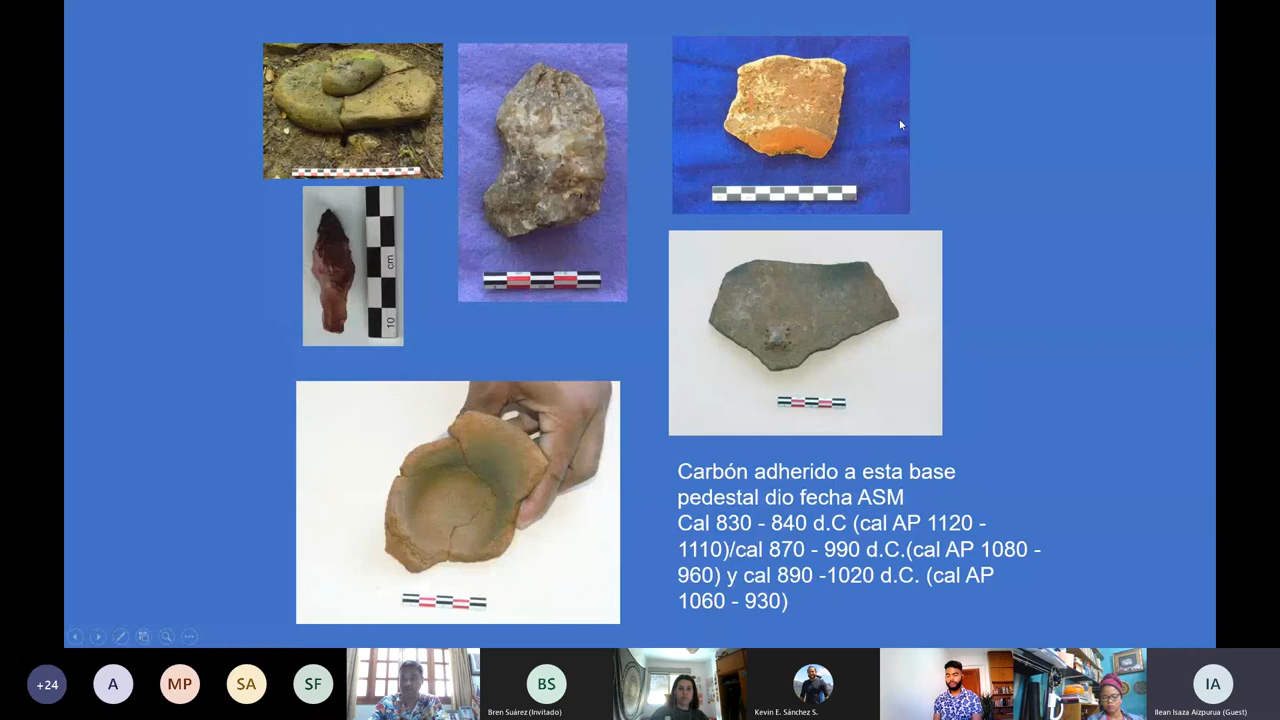 cm
10
Carbón adherido a esta base
pedestal dio fecha ASM
Cal 830 - 840 d.C (cal AP 1120 -
1110)/cal 870 - 990 d.C.(cal AP 1080 -
960) y cal 890 -1020 d.C. (cal AP
1060 - 930)
+24
A
MP
SA
SF
BS
Bren Suárez (Invitado)
Kevin E. Sánchez S.
IA
Ilean Isaza Aizpurua (Guest)